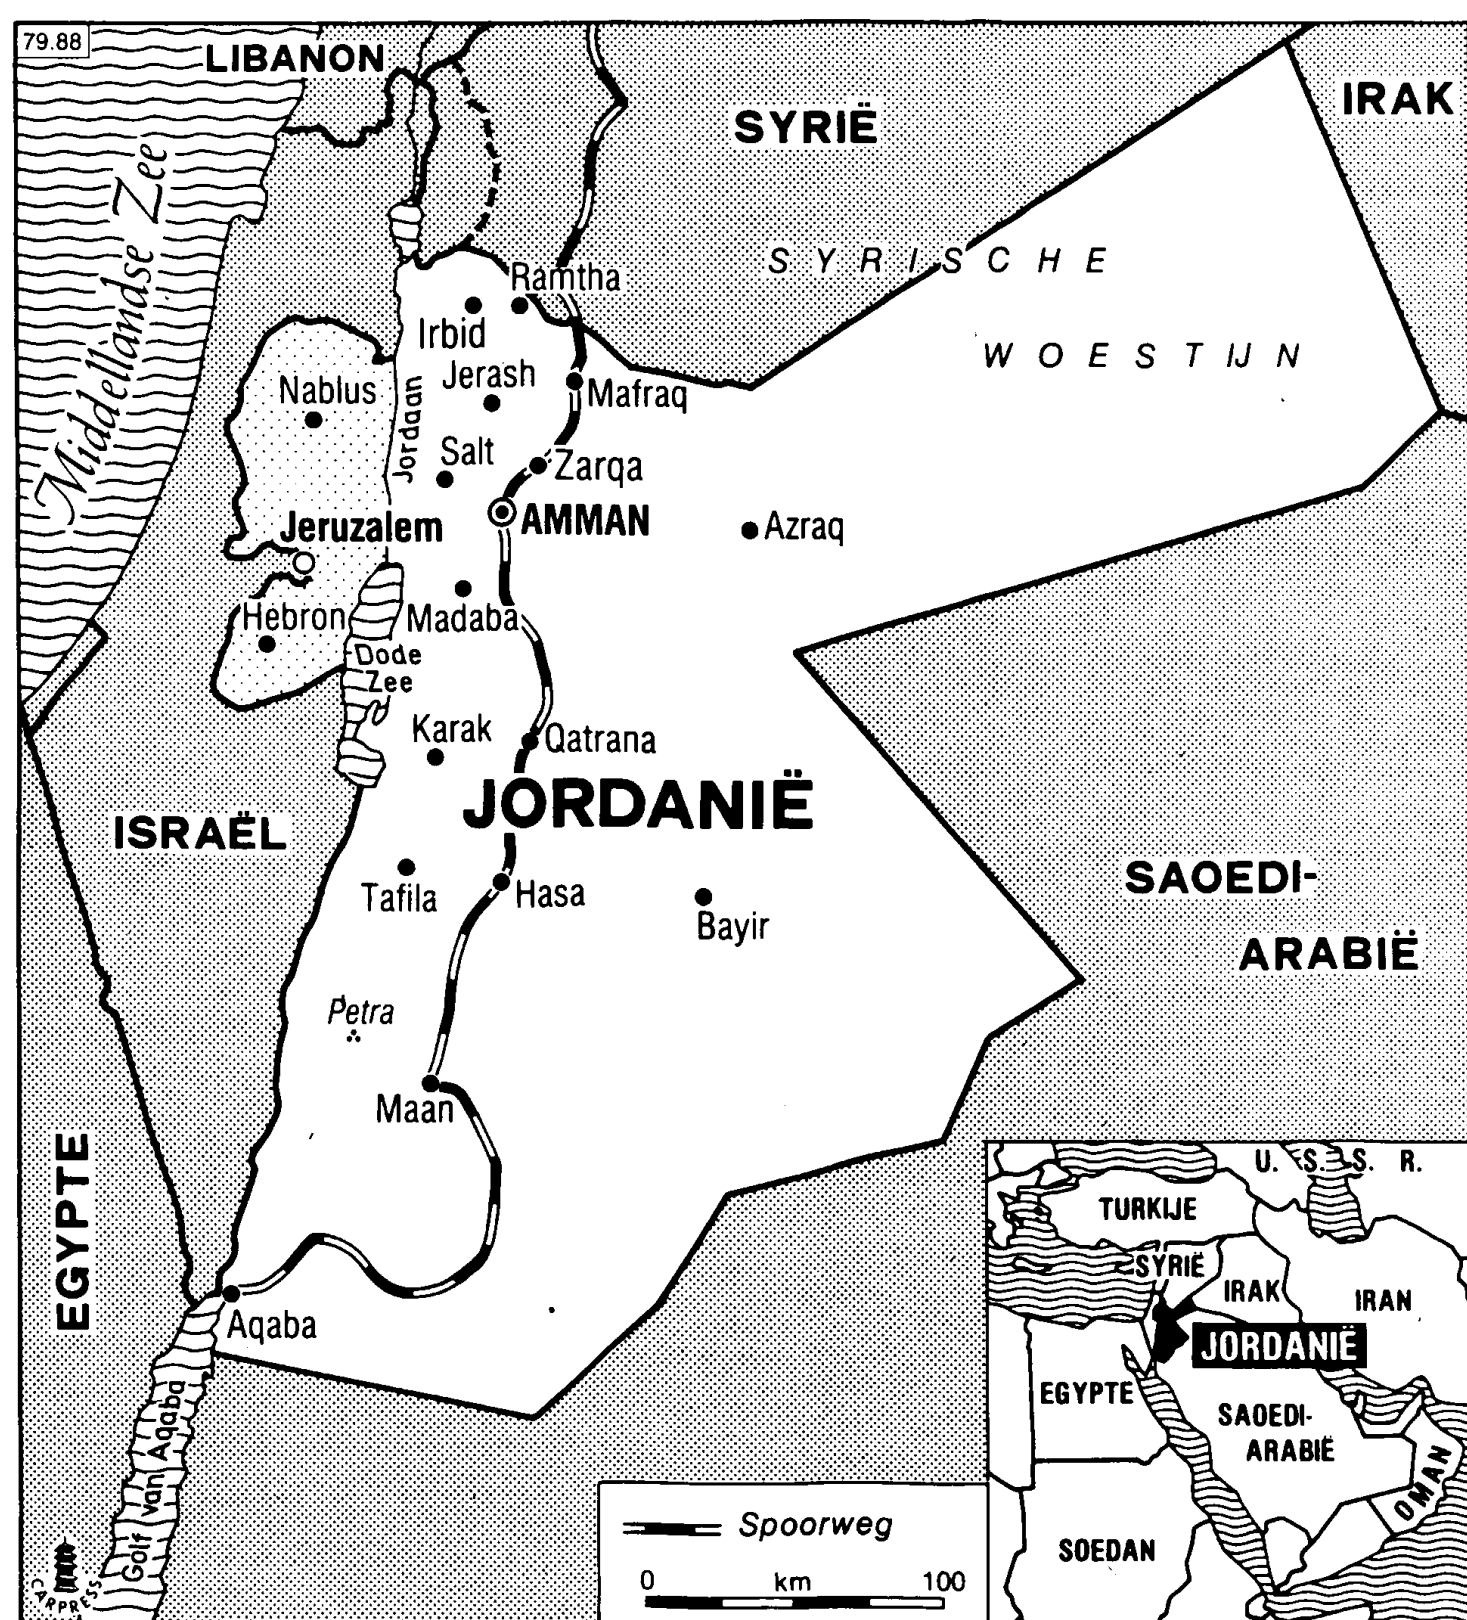 79.88
LIBANON
SYRIË
IRAK
Middellandse Zee
SYRISCHE
WOESTIJN
Ramtha
Irbid
Jerash
Mafraq
Nablus
Jordaan
Salt
Zarqa
Jeruzalem
AMMAN
Azraq
Hebron
Madaba
Dode
Zee
Karak
Qatrana
JORDANIË
ISRAËL
Tafila
Hasa
Bayir
SAOEDI-
ARABIË
Petra
Maan
EGYPTE
Aqaba
Golf van Aqaba
CARPRESS
Spoorweg
0 km 100
U.S.S.R.
TURKIJE
SYRIË
IRAK
IRAN
JORDANIË
EGYPTE
SAOEDI-
ARABIË
OMAN
SOEDAN